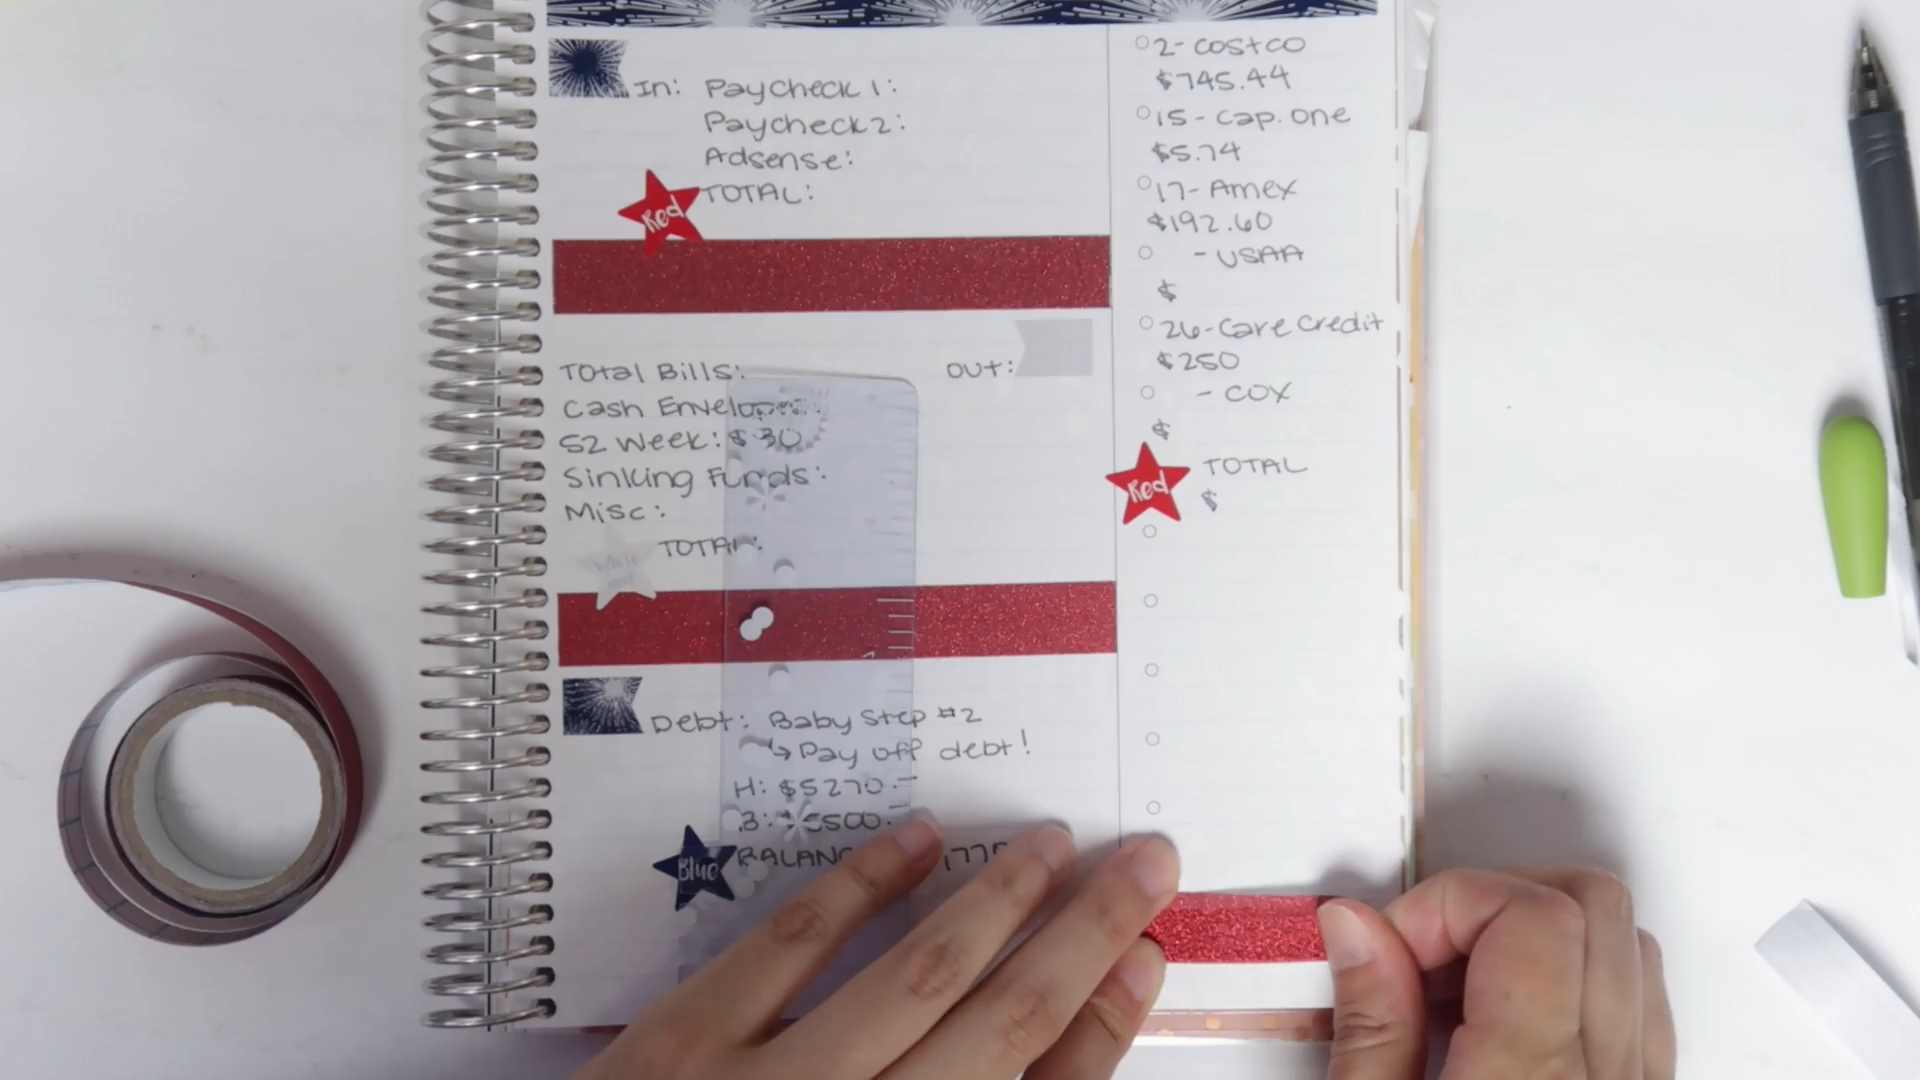 In: Paycheck 1:
Paycheck 2:
Adsense:
TOTAL:
Red
Total Bills:
out:
Cash Envelopes:
52 Week: $30
Sinking Funds:
Misc:
TOTAL:
Debt: Baby Step #2
↳ Pay off debt!
H: $5270.
B: $5500.
Blue
2- Costco
$745.44
15- Cap. One
$5.74
17- Amex
$192.60
- USAA
$
26- Care Credit
$250
- COX
$
Red
TOTAL
$